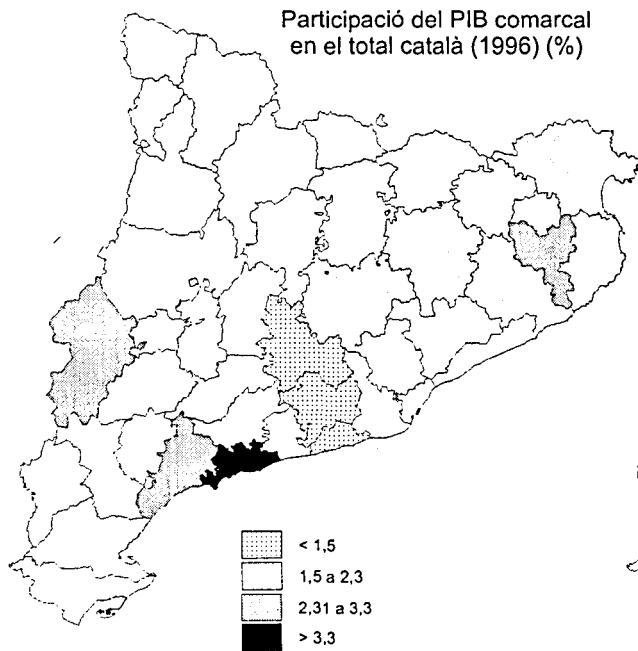 Participació del PIB comarcal
en el total català (1996) (%)
< 1,5
1,5 a 2,3
2,31 a 3,3
> 3,3